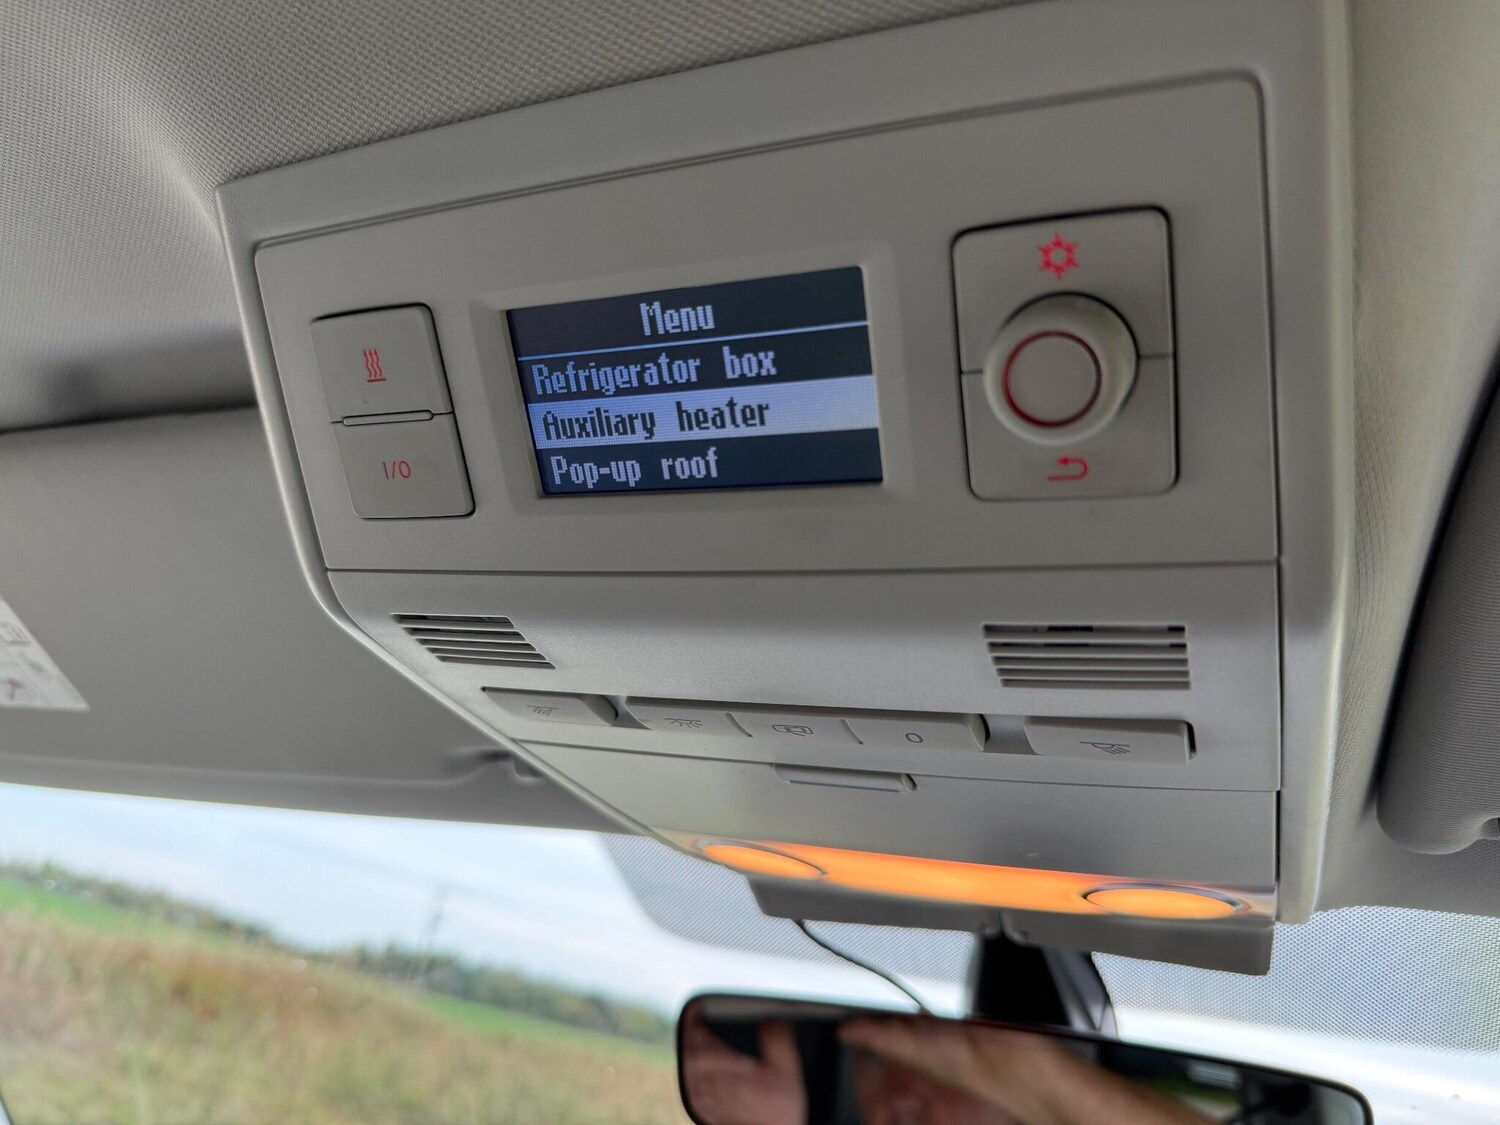 Menu
Refrigerator box
Auxiliary heater
Pop-up roof
I/O
O